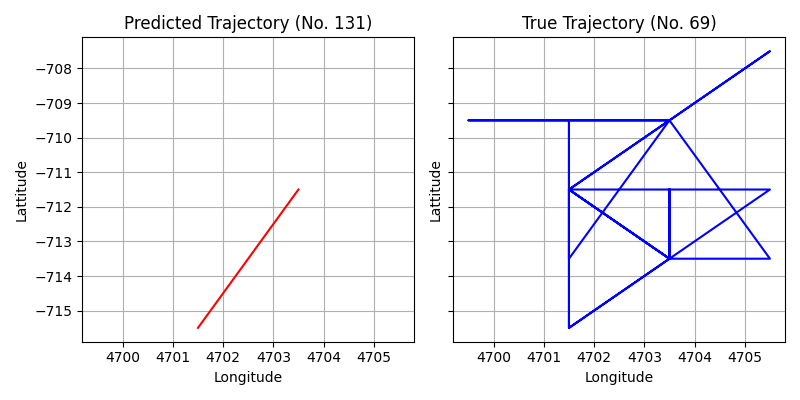 Predicted Trajectory (No. 131)
True Trajectory (No. 69)
Lattitude
−708
−709
−710
−711
−712
−713
−714
−715
4700 4701 4702 4703 4704 4705
Longitude
Lattitude
4700 4701 4702 4703 4704 4705
Longitude